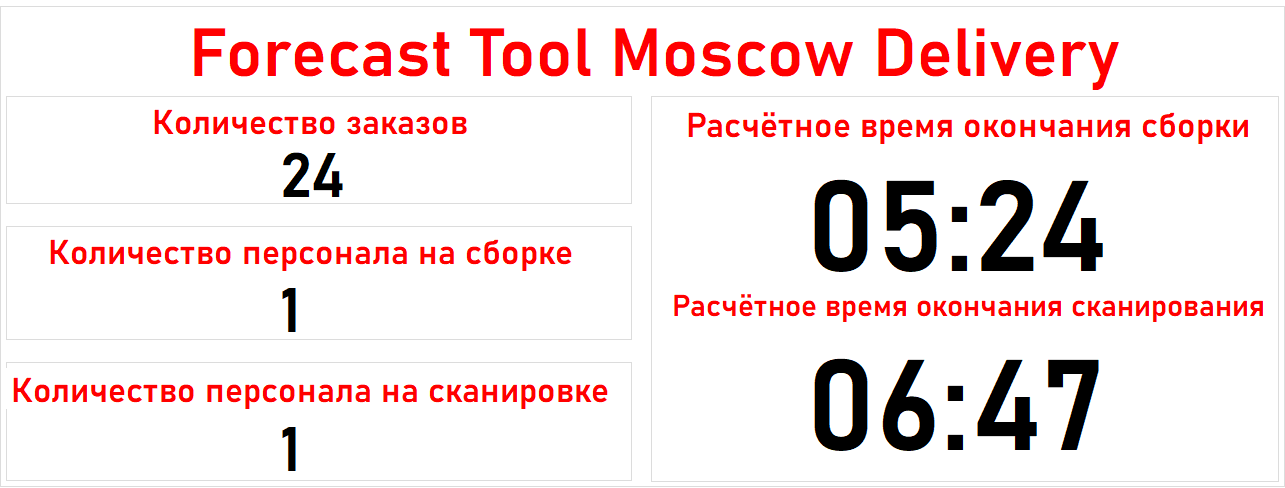 Forecast Tool Moscow Delivery
Количество заказов
24
Количество персонала на сборке
1
Количество персонала на сканировке
1
Расчётное время окончания сборки
05:24
Расчётное время окончания сканирования
06:47